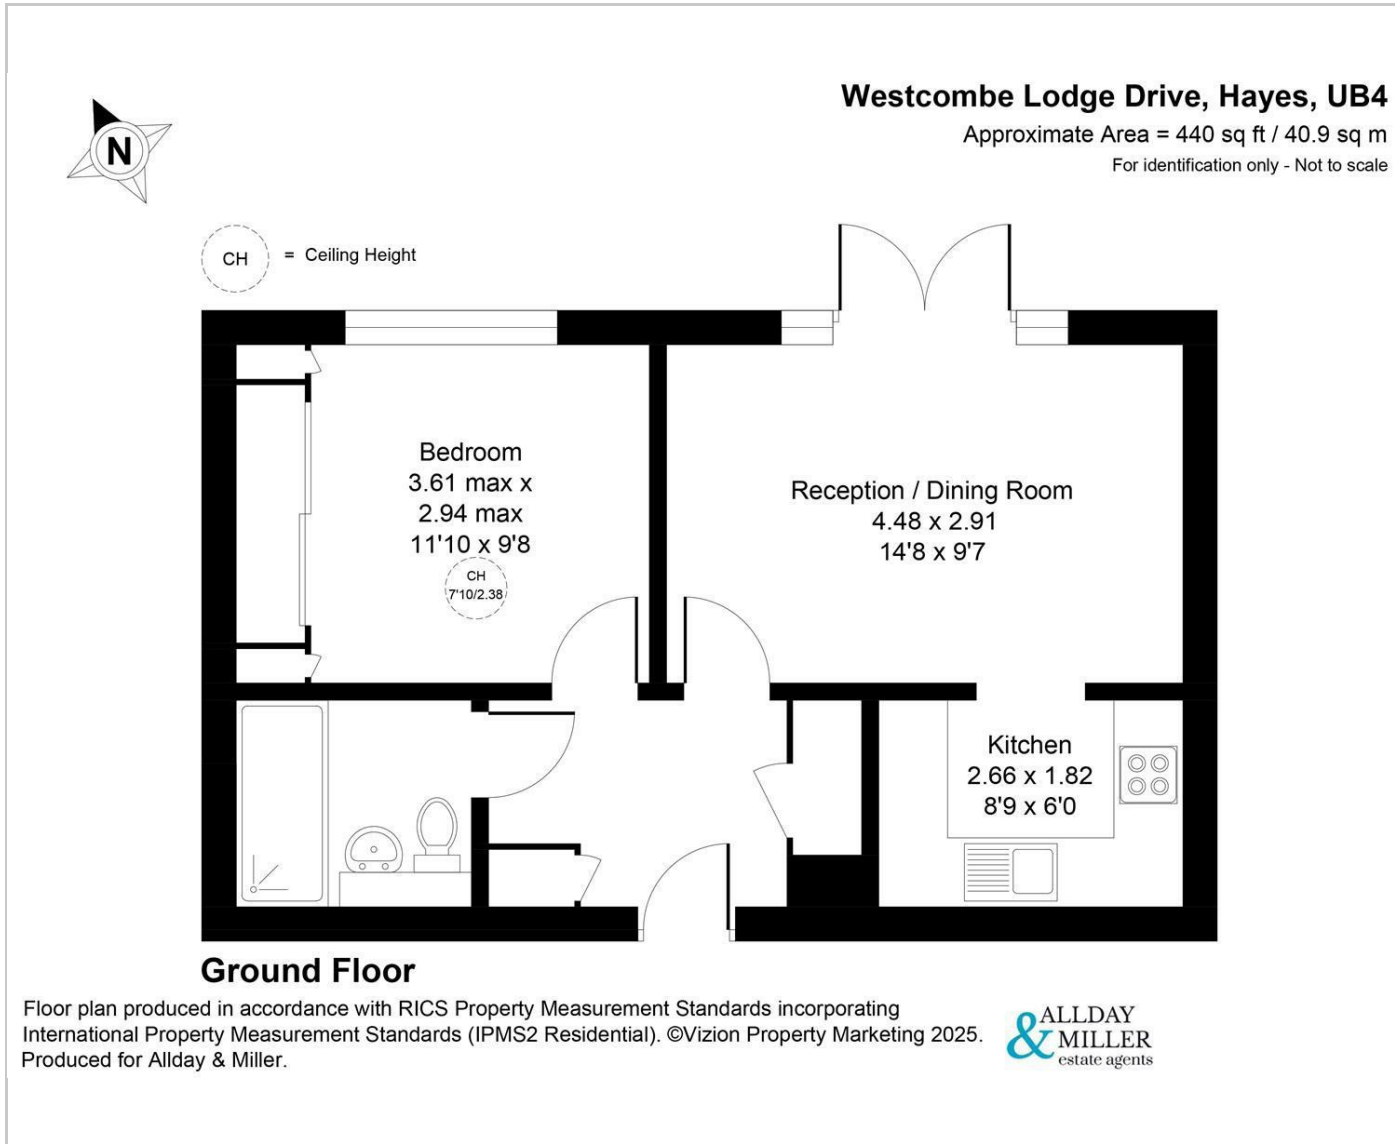 Westcombe Lodge Drive, Hayes, UB4
Approximate Area = 440 sq ft / 40.9 sq m
For identification only - Not to scale
N
CH = Ceiling Height
Bedroom
3.61 max x
2.94 max
11'10 x 9'8
CH
7'10/2.38
Reception / Dining Room
4.48 x 2.91
14'8 x 9'7
Kitchen
2.66 x 1.82
8'9 x 6'0
Ground Floor
Floor plan produced in accordance with RICS Property Measurement Standards incorporating
International Property Measurement Standards (IPMS2 Residential). ©Vizion Property Marketing 2025.
Produced for Allday & Miller.
ALLDAY
& MILLER
estate agents